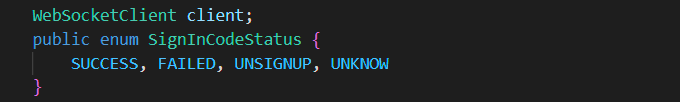 WebSocketClient client;
public enum SignInCodeStatus {
    SUCCESS, FAILED, UNSIGNUP, UNKNOW
}